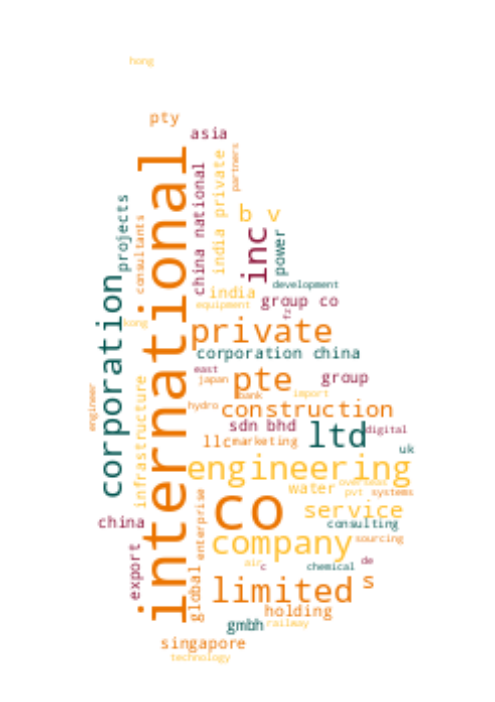 hong
pty
asia
international
china national
india private
partners
projects
consultants
b v
inc
power
development
india
group co
equipment
fz
corporation
kong
private
corporation china
east
japan
pte
group
bank
import
engineer
hydro
construction
infrastructure
sdn bhd
ltd
digital
llc
marketing
uk
engineering
water
overseas
pvt
systems
enterprise
co
service
china
consulting
company
sourcing
export
air
c
chemical
de
global
limited
s
holding
gmbh
railway
singapore
technology